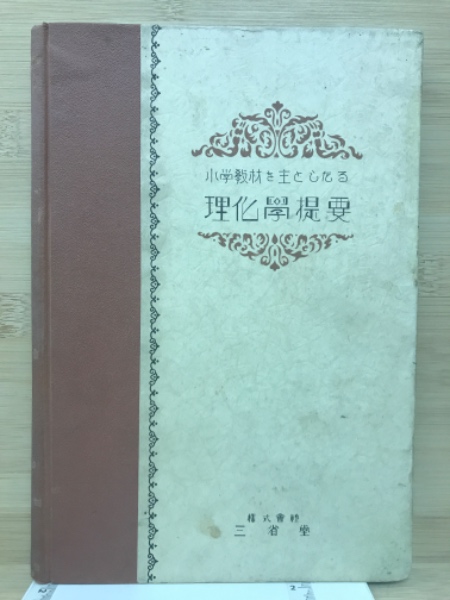 小学教材を主としたる
理化學提要
株式會社
三省堂